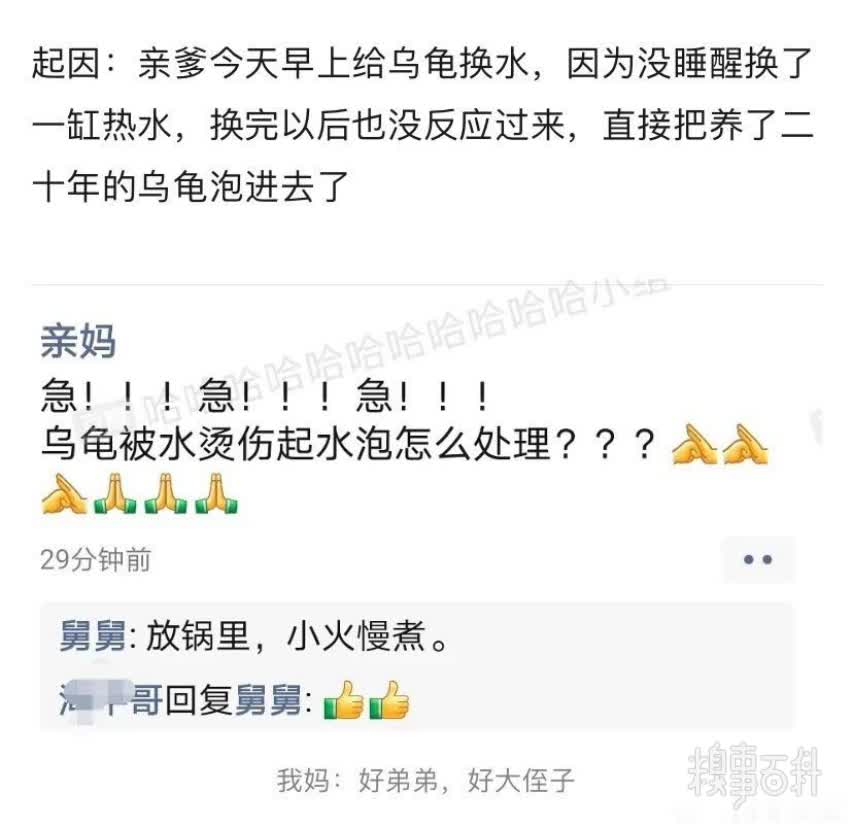 起因：亲爹今天早上给乌龟换水，因为没睡醒换了
一缸热水，换完以后也没反应过来，直接把养了二
十年的乌龟泡进去了
哈哈哈哈哈哈哈哈哈哈哈小组
亲妈
急！！！急！！！急！！！
乌龟被水烫伤起水泡怎么处理？？？
29分钟前
舅舅: 放锅里，小火慢煮。
哥回复舅舅: 👍👍
我妈：好弟弟，好大侄子
糗事百科